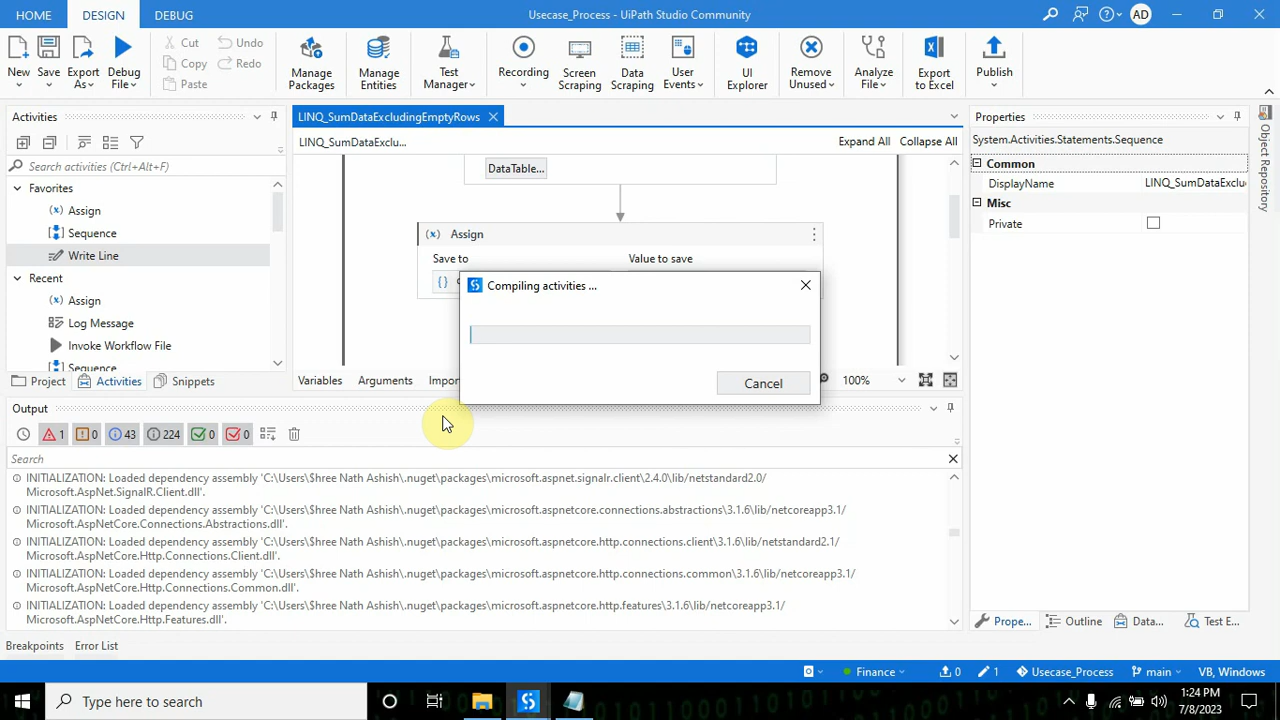 HOME
DESIGN
DEBUG
Usecase_Process - UiPath Studio Community
AD
New
Save
Export As
Debug File
Cut
Copy
Paste
Undo
Redo
Manage Packages
Manage Entities
Test Manager
Recording
Screen Scraping
Data Scraping
User Events
UI Explorer
Remove Unused
Analyze File
Export to Excel
Publish
Activities
Search activities (Ctrl+Alt+F)
Favorites
Assign
Sequence
Write Line
Recent
Assign
Log Message
Invoke Workflow File
Sequence
Project
Activities
Snippets
LINQ_SumDataExcludingEmptyRows
LINQ_SumDataExclu...
Expand All
Collapse All
DataTable...
Assign
Save to
Value to save
Compiling activities ...
Cancel
Variables
Arguments
Impor
100%
Properties
System.Activities.Statements.Sequence
Common
DisplayName
LINQ_SumDataExclu
Misc
Private
Object Repository
Output
1
0
43
224
0
0
Search
INITIALIZATION: Loaded dependency assembly 'C:\Users\Shree Nath Ashish\.nuget\packages\microsoft.aspnet.signalr.client\2.4.0\lib/netstandard2.0/
Microsoft.AspNet.SignalR.Client.dll'.
INITIALIZATION: Loaded dependency assembly 'C:\Users\Shree Nath Ashish\.nuget\packages\microsoft.aspnetcore.connections.abstractions\3.1.6\lib/netcoreapp3.1/
Microsoft.AspNetCore.Connections.Abstractions.dll'.
INITIALIZATION: Loaded dependency assembly 'C:\Users\Shree Nath Ashish\.nuget\packages\microsoft.aspnetcore.http.connections.client\3.1.6\lib/netstandard2.1/
Microsoft.AspNetCore.Http.Connections.Client.dll'.
INITIALIZATION: Loaded dependency assembly 'C:\Users\Shree Nath Ashish\.nuget\packages\microsoft.aspnetcore.http.connections.common\3.1.6\lib/netcoreapp3.1/
Microsoft.AspNetCore.Http.Connections.Common.dll'.
INITIALIZATION: Loaded dependency assembly 'C:\Users\Shree Nath Ashish\.nuget\packages\microsoft.aspnetcore.http.features\3.1.6\lib/netcoreapp3.1/
Microsoft.AspNetCore.Http.Features.dll'.
Prope...
Outline
Data...
Test E...
Breakpoints
Error List
Finance
0
1
Usecase_Process
main
VB, Windows
Type here to search
1:24 PM
7/8/2023